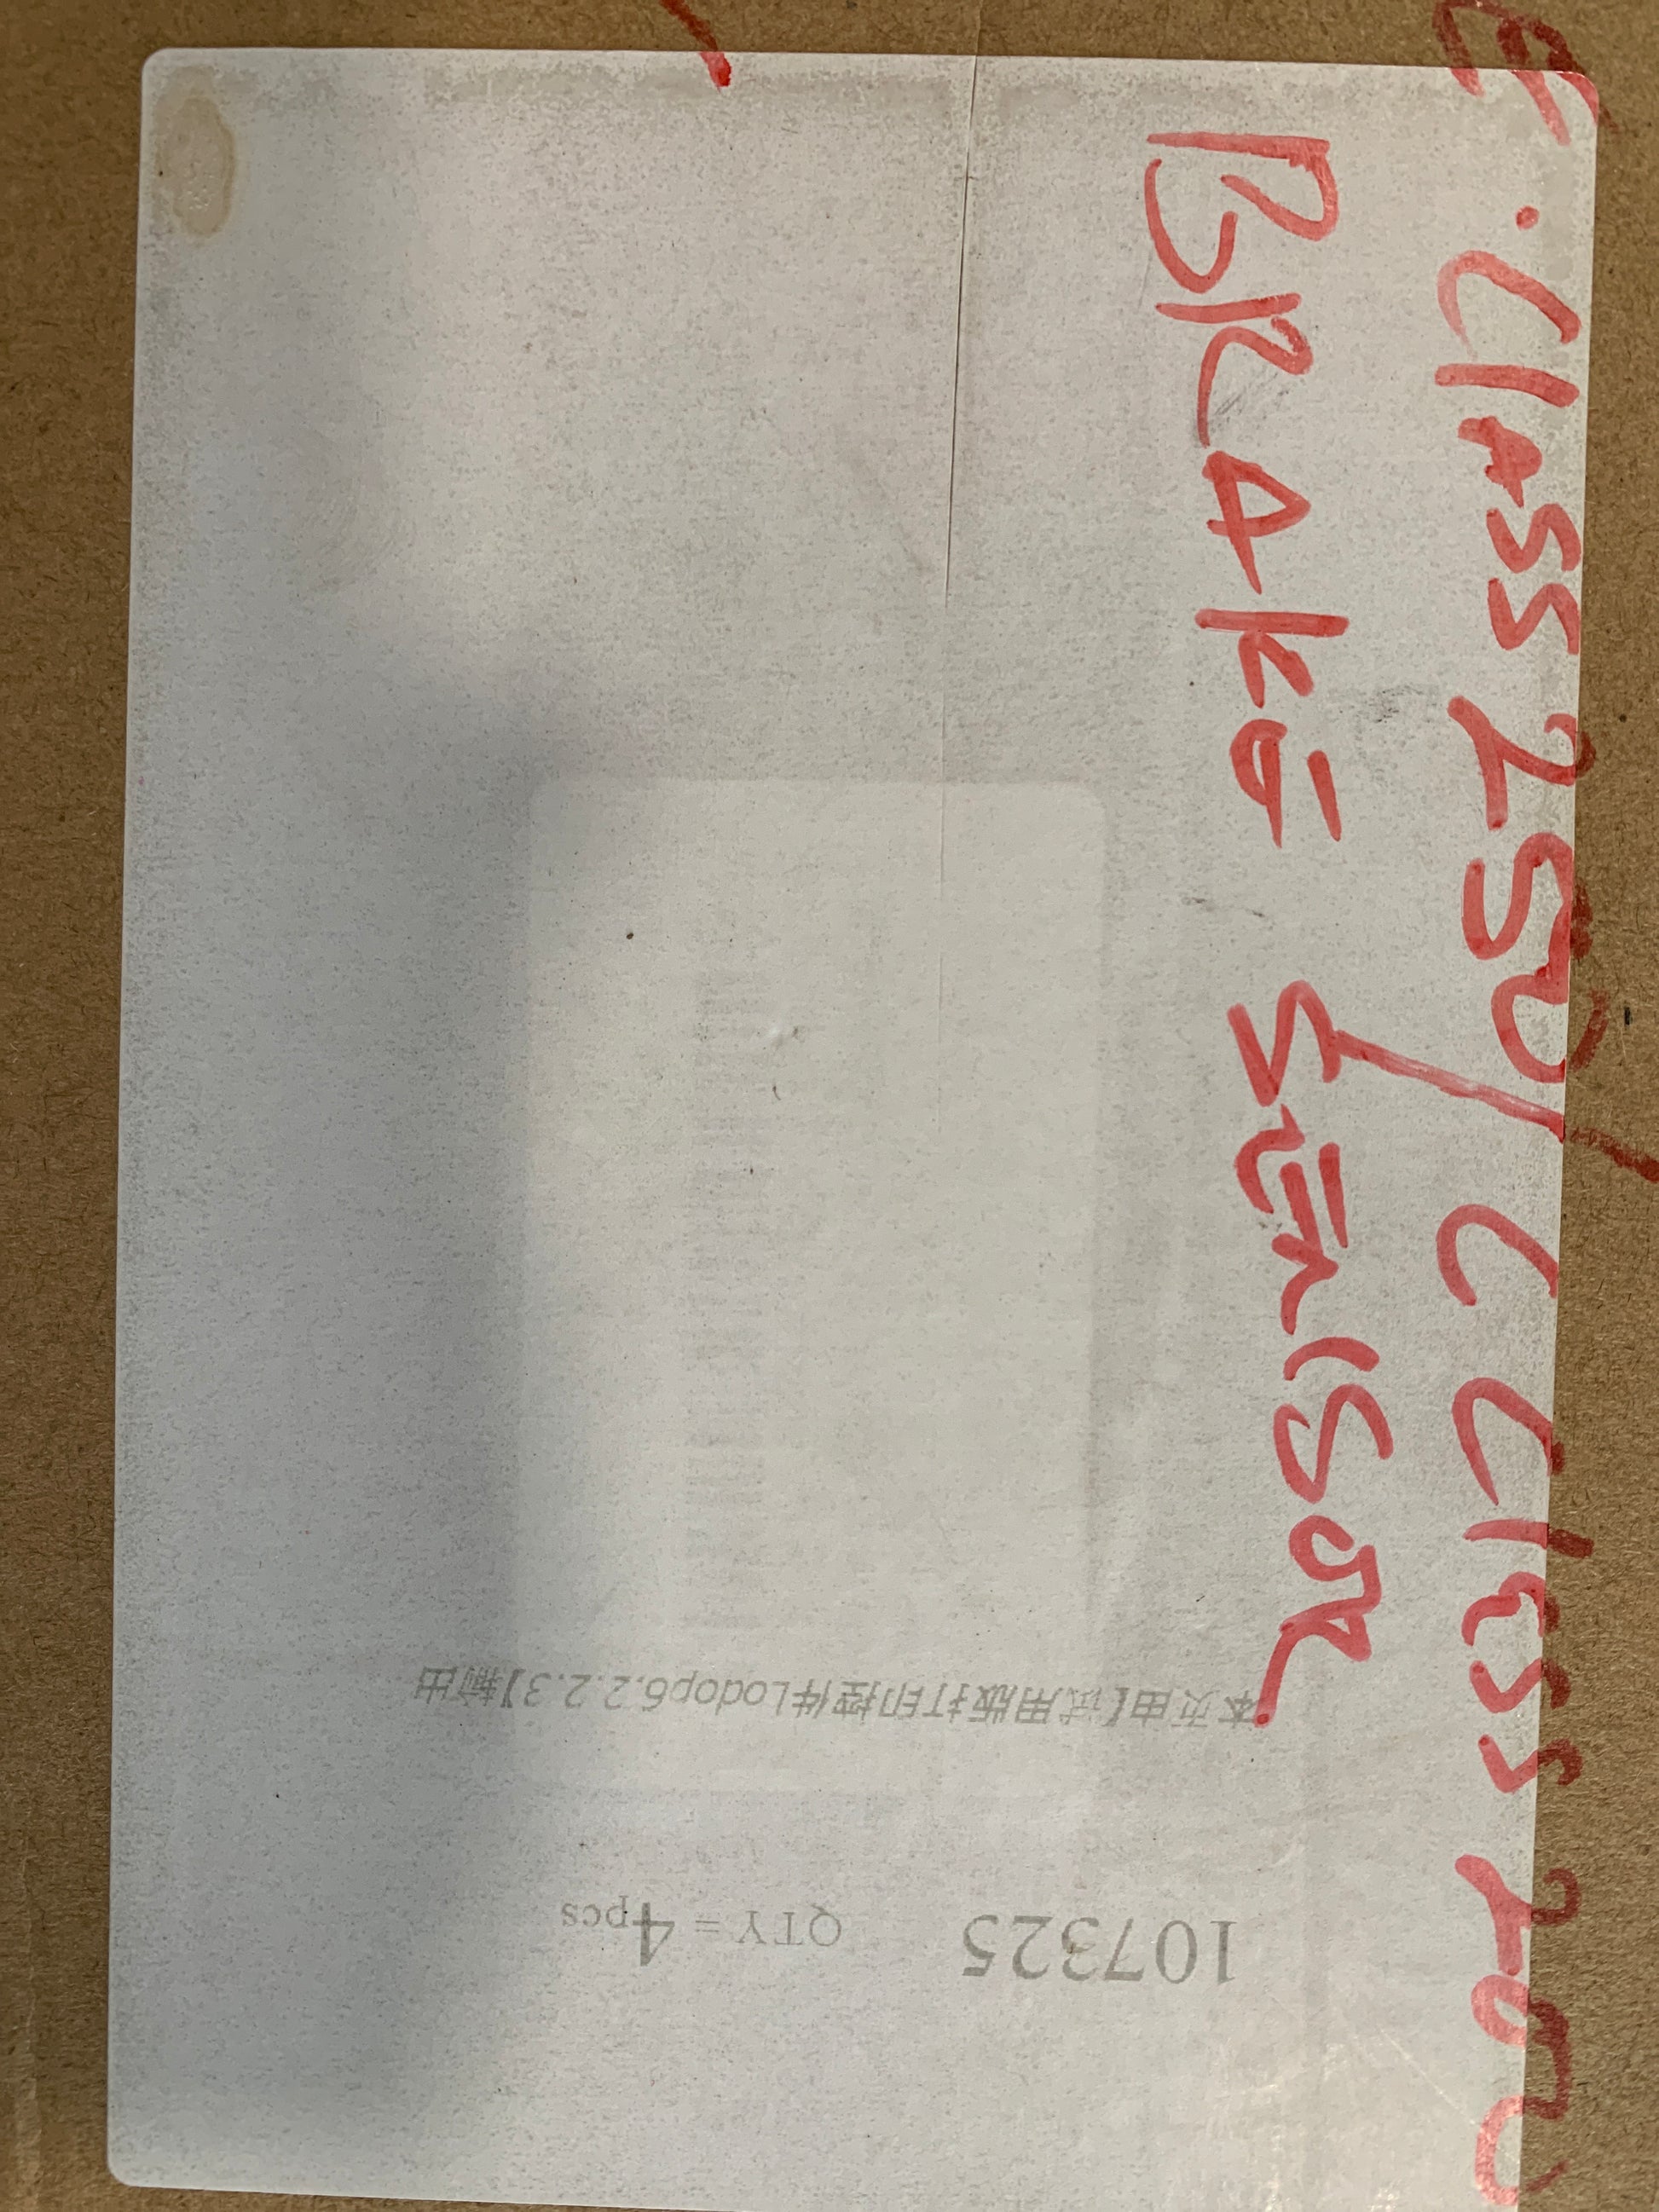 E. Class 250/ C Class 200
BRAKE SENSOR
107325 QTY = 4pcs
本页由【试用版打印控件Lodop6.2.2.3】输出